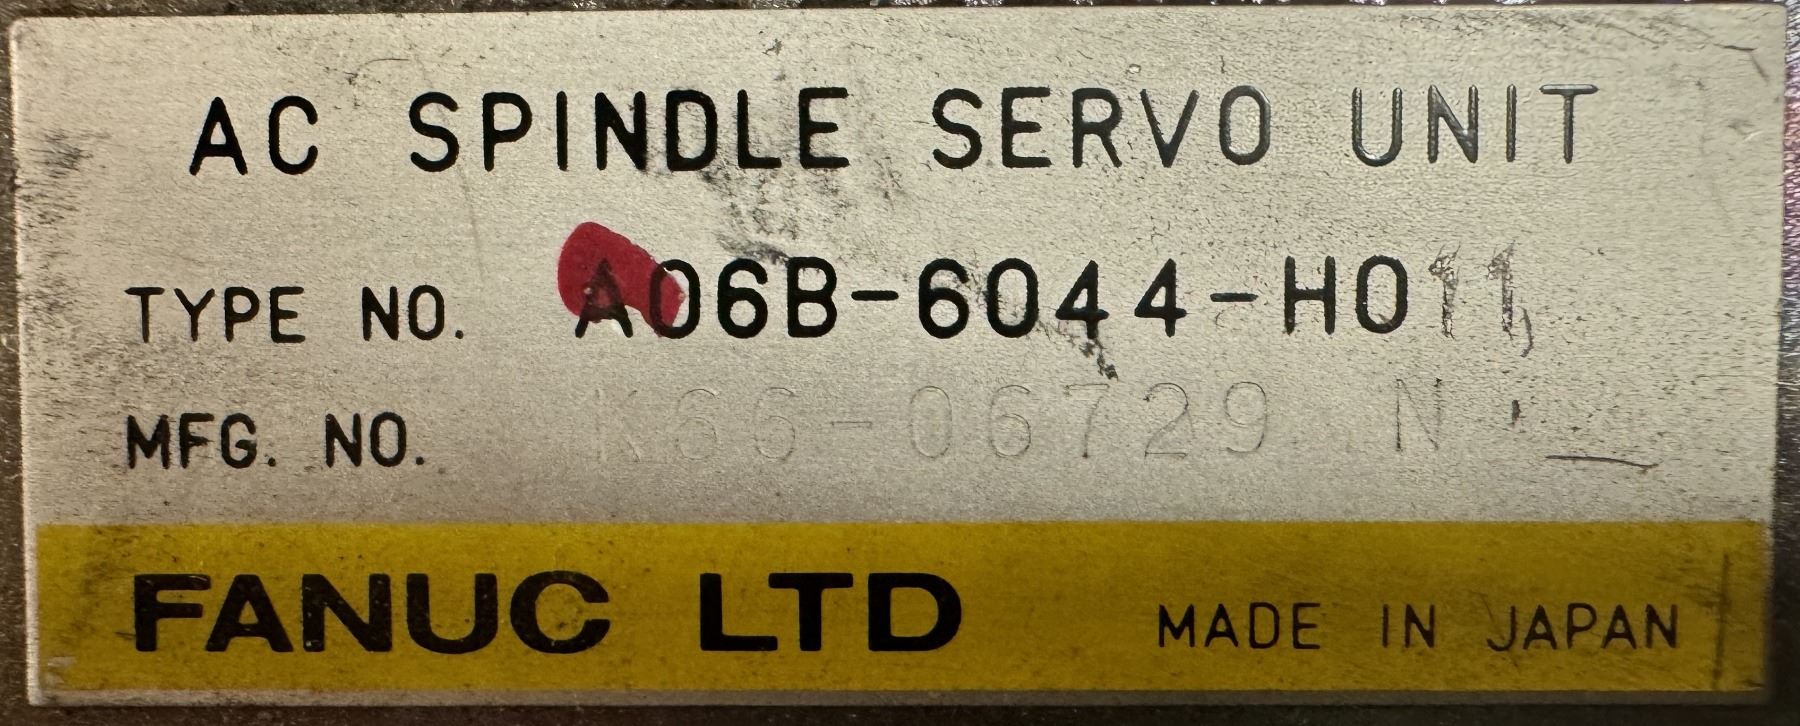 AC SPINDLE SERVO UNIT
TYPE NO. A06B-6044-H011
MFG. NO. K66-06729 N
FANUC LTD MADE IN JAPAN